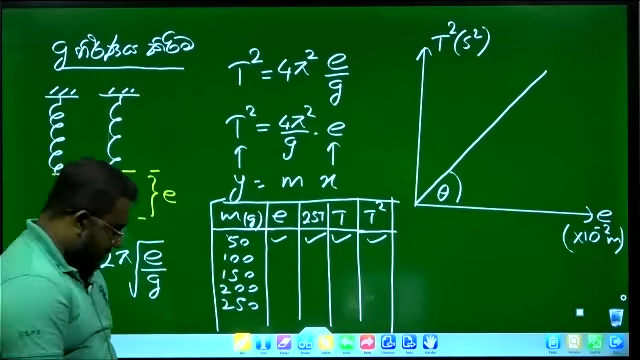 g නිර්ණය කිරීම
T² = 4π² e/g
T² = 4π²/g · e
y = m x
e
2π√(e/g)
m(g) e 25T T T²
50 ✓ ✓ ✓ ✓
100
150
200
250
T²(s²)
θ
e
(×10⁻² m)